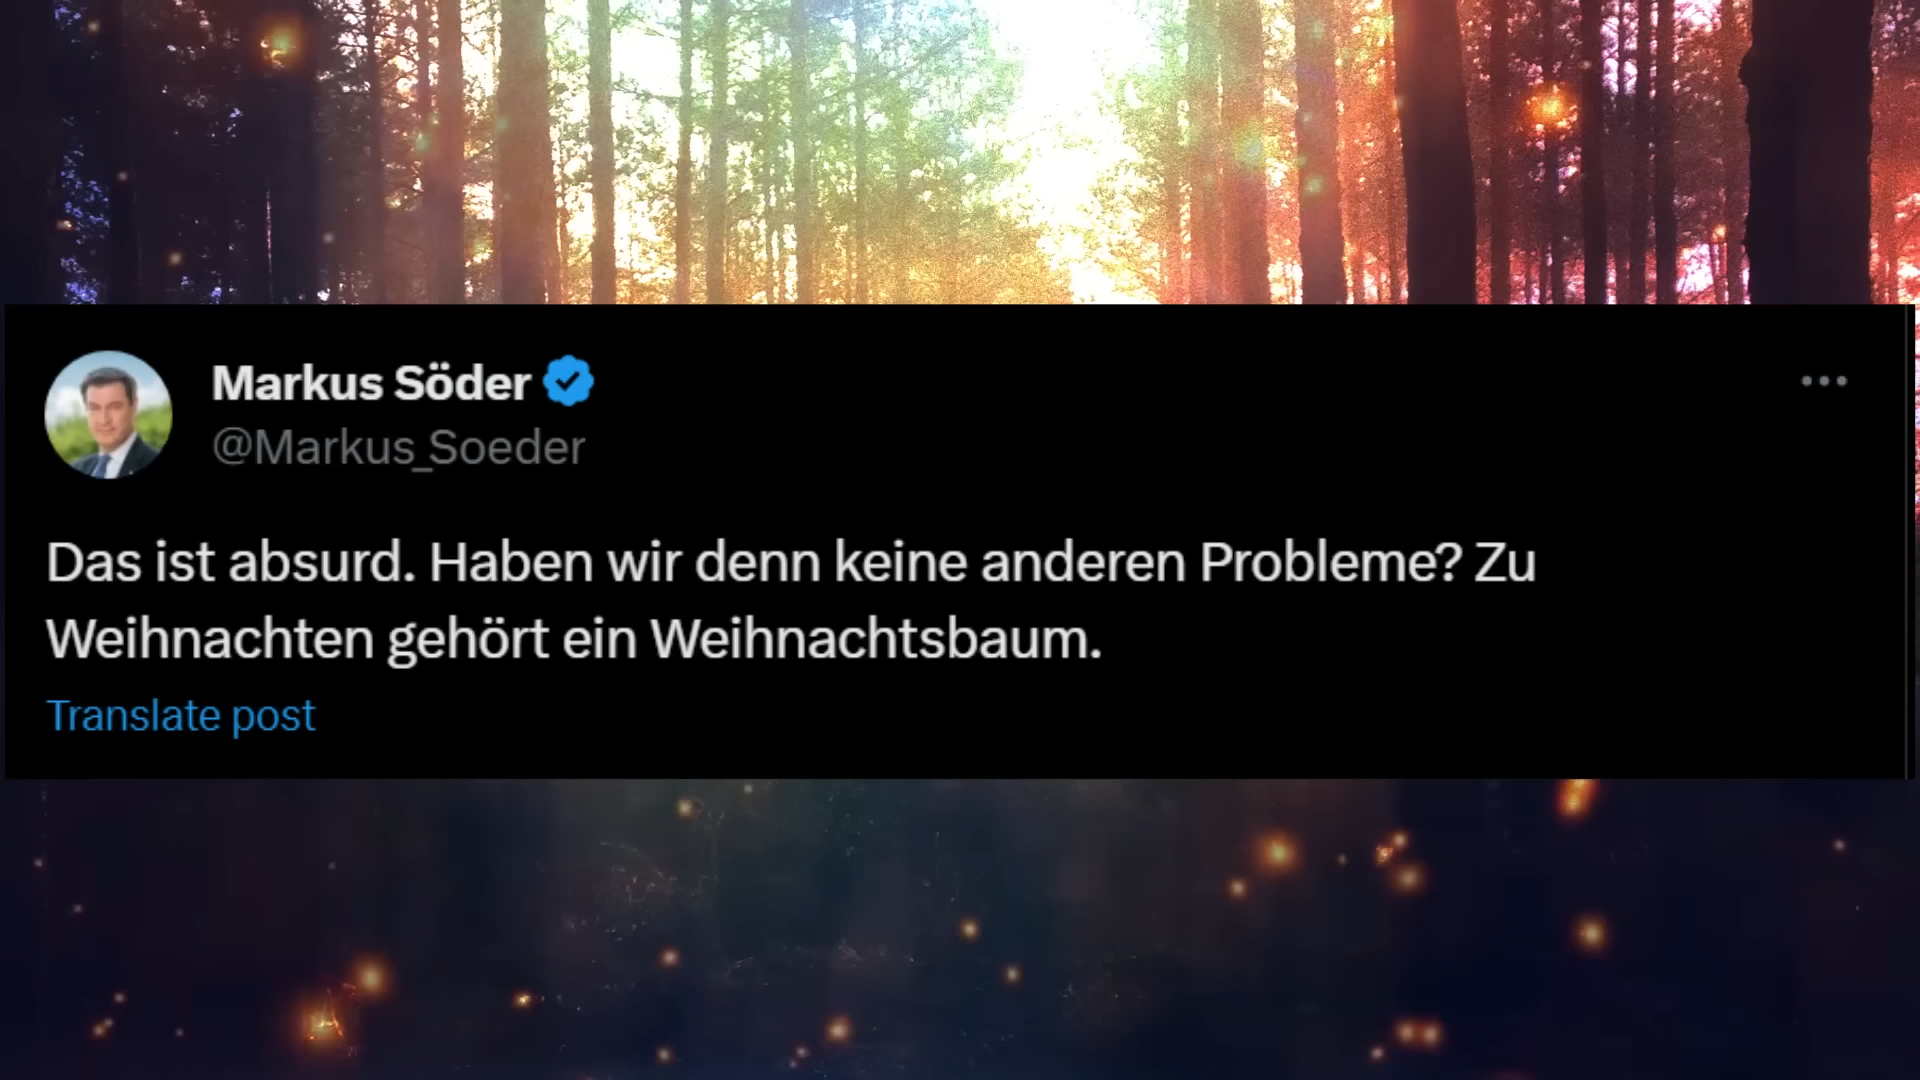 Markus Söder
@Markus_Soeder
Das ist absurd. Haben wir denn keine anderen Probleme? Zu
Weihnachten gehört ein Weihnachtsbaum.
Translate post